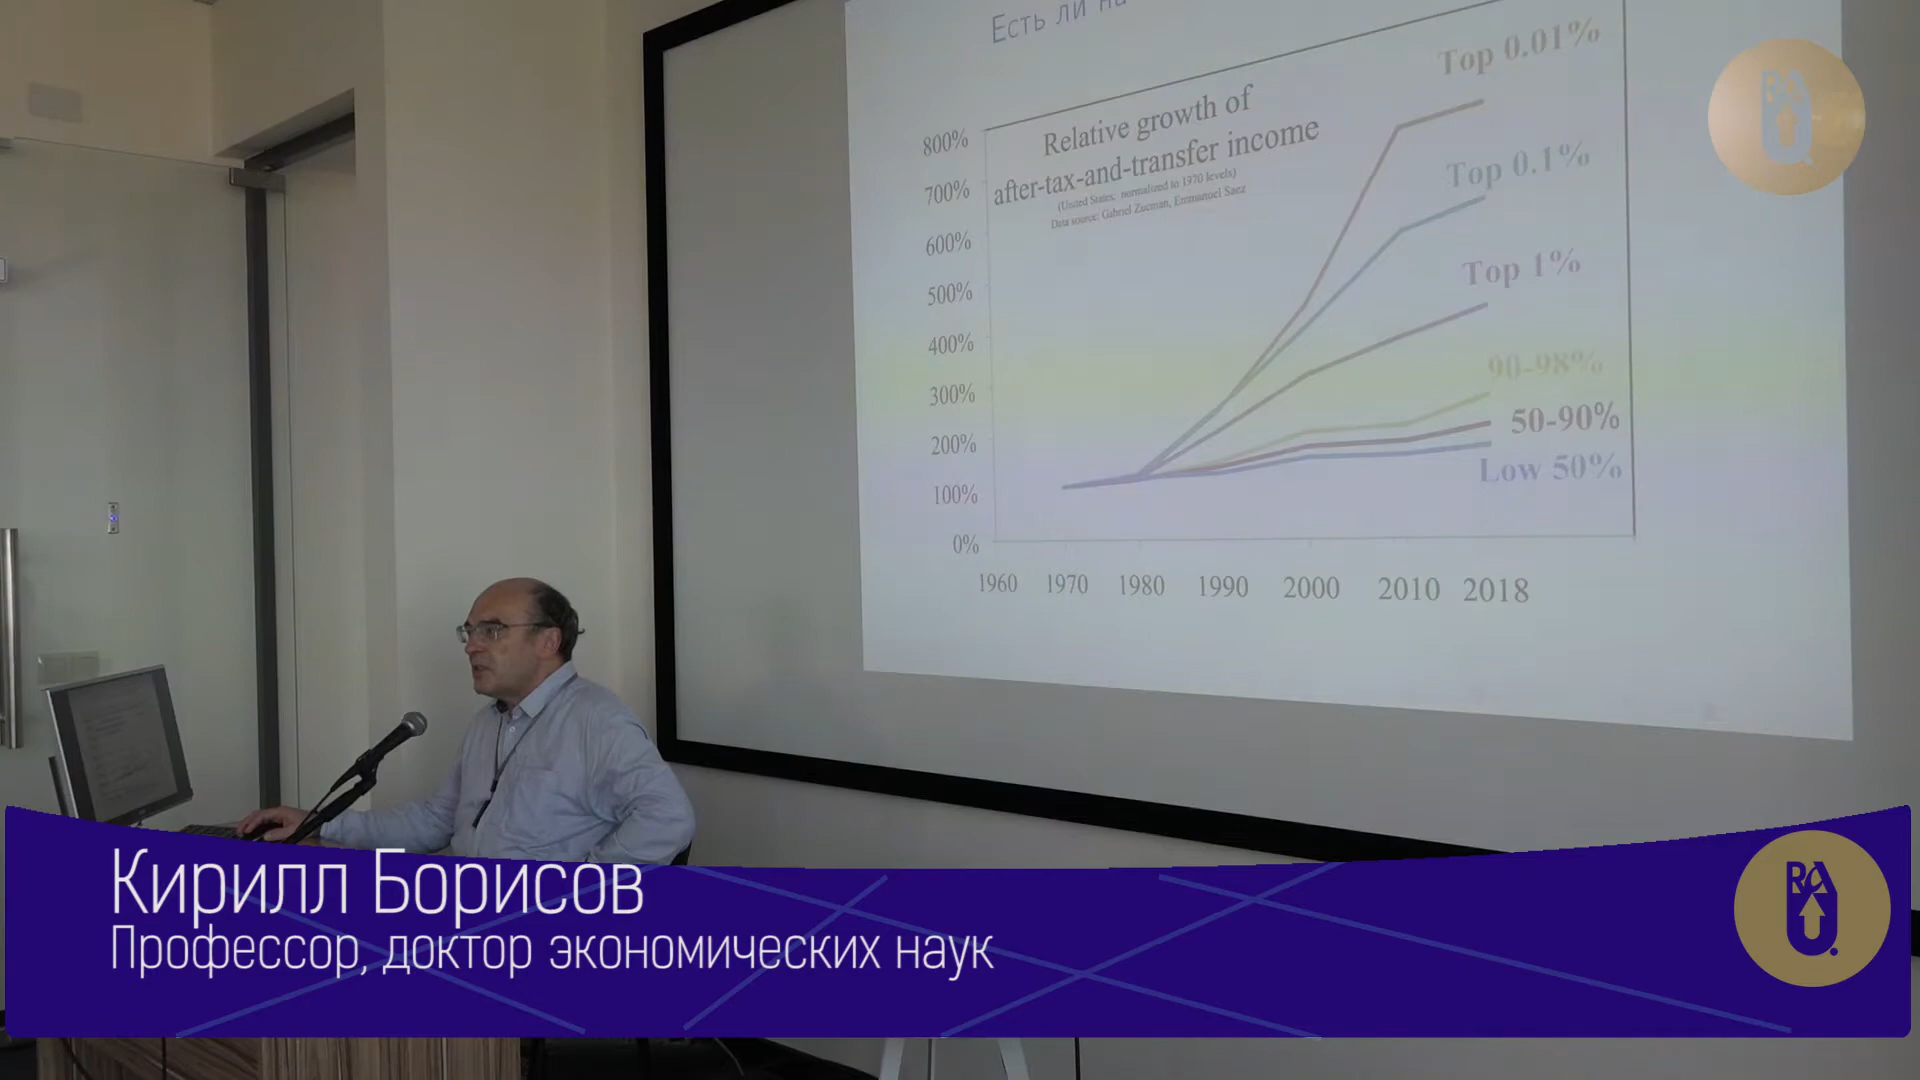 Есть ли на
Top 0.01%
Relative growth of
after-tax-and-transfer income
(United States, normalized to 1970 levels)
Data source: Gabriel Zucman, Emmanuel Saez
800%
700%
600%
500%
400%
300%
200%
100%
0%
Top 0.1%
Top 1%
90-98%
50-90%
Low 50%
1960 1970 1980 1990 2000 2010 2018
RA
U
Кирилл Борисов
Профессор, доктор экономических наук
RA
U